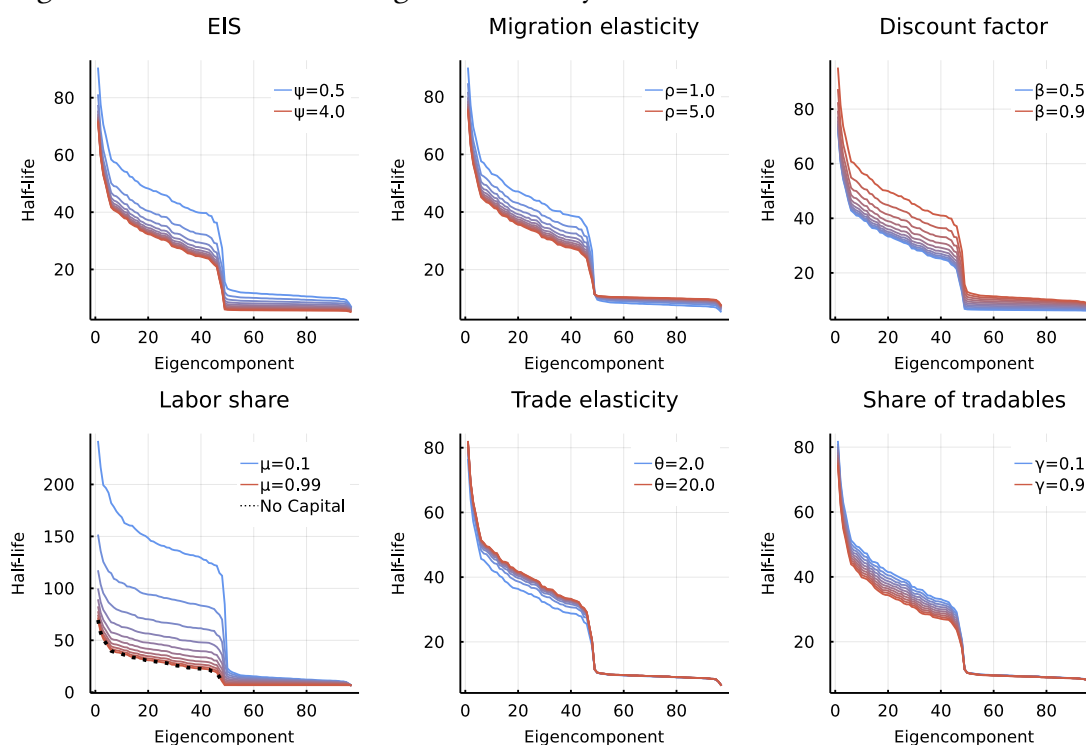 EIS
80
60
40
20
0
20
40
60
80
ψ=0.5
ψ=4.0
Half-life
Eigencomponent
Migration elasticity
80
60
40
20
0
20
40
60
80
ρ=1.0
ρ=5.0
Half-life
Eigencomponent
Discount factor
80
60
40
20
0
20
40
60
80
β=0.5
β=0.9
Half-life
Eigencomponent
Labor share
200
150
100
50
0
0
20
40
60
80
μ=0.1
μ=0.99
No Capital
Half-life
Eigencomponent
Trade elasticity
80
60
40
20
0
20
40
60
80
θ=2.0
θ=20.0
Half-life
Eigencomponent
Share of tradables
80
60
40
20
0
20
40
60
80
γ=0.1
γ=0.9
Half-life
Eigencomponent